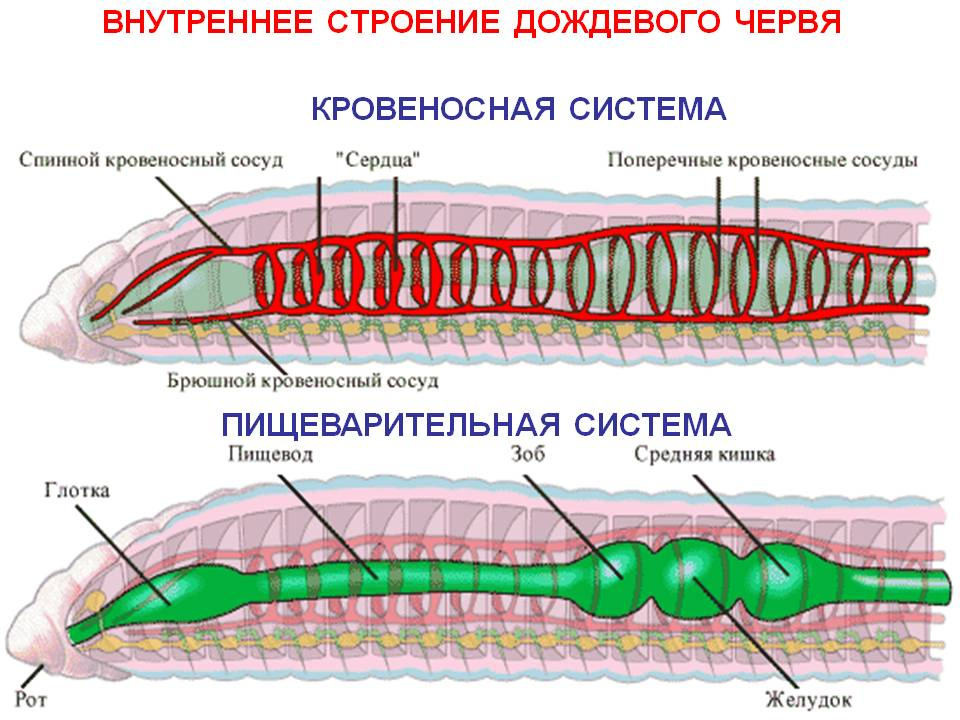 ВНУТРЕННЕЕ СТРОЕНИЕ ДОЖДЕВОГО ЧЕРВЯ
КРОВЕНОСНАЯ СИСТЕМА
Спинной кровеносный сосуд
"Сердца"
Поперечные кровеносные сосуды
Брюшной кровеносный сосуд
ПИЩЕВАРИТЕЛЬНАЯ СИСТЕМА
Пищевод
Зоб
Средняя кишка
Глотка
Рот
Желудок